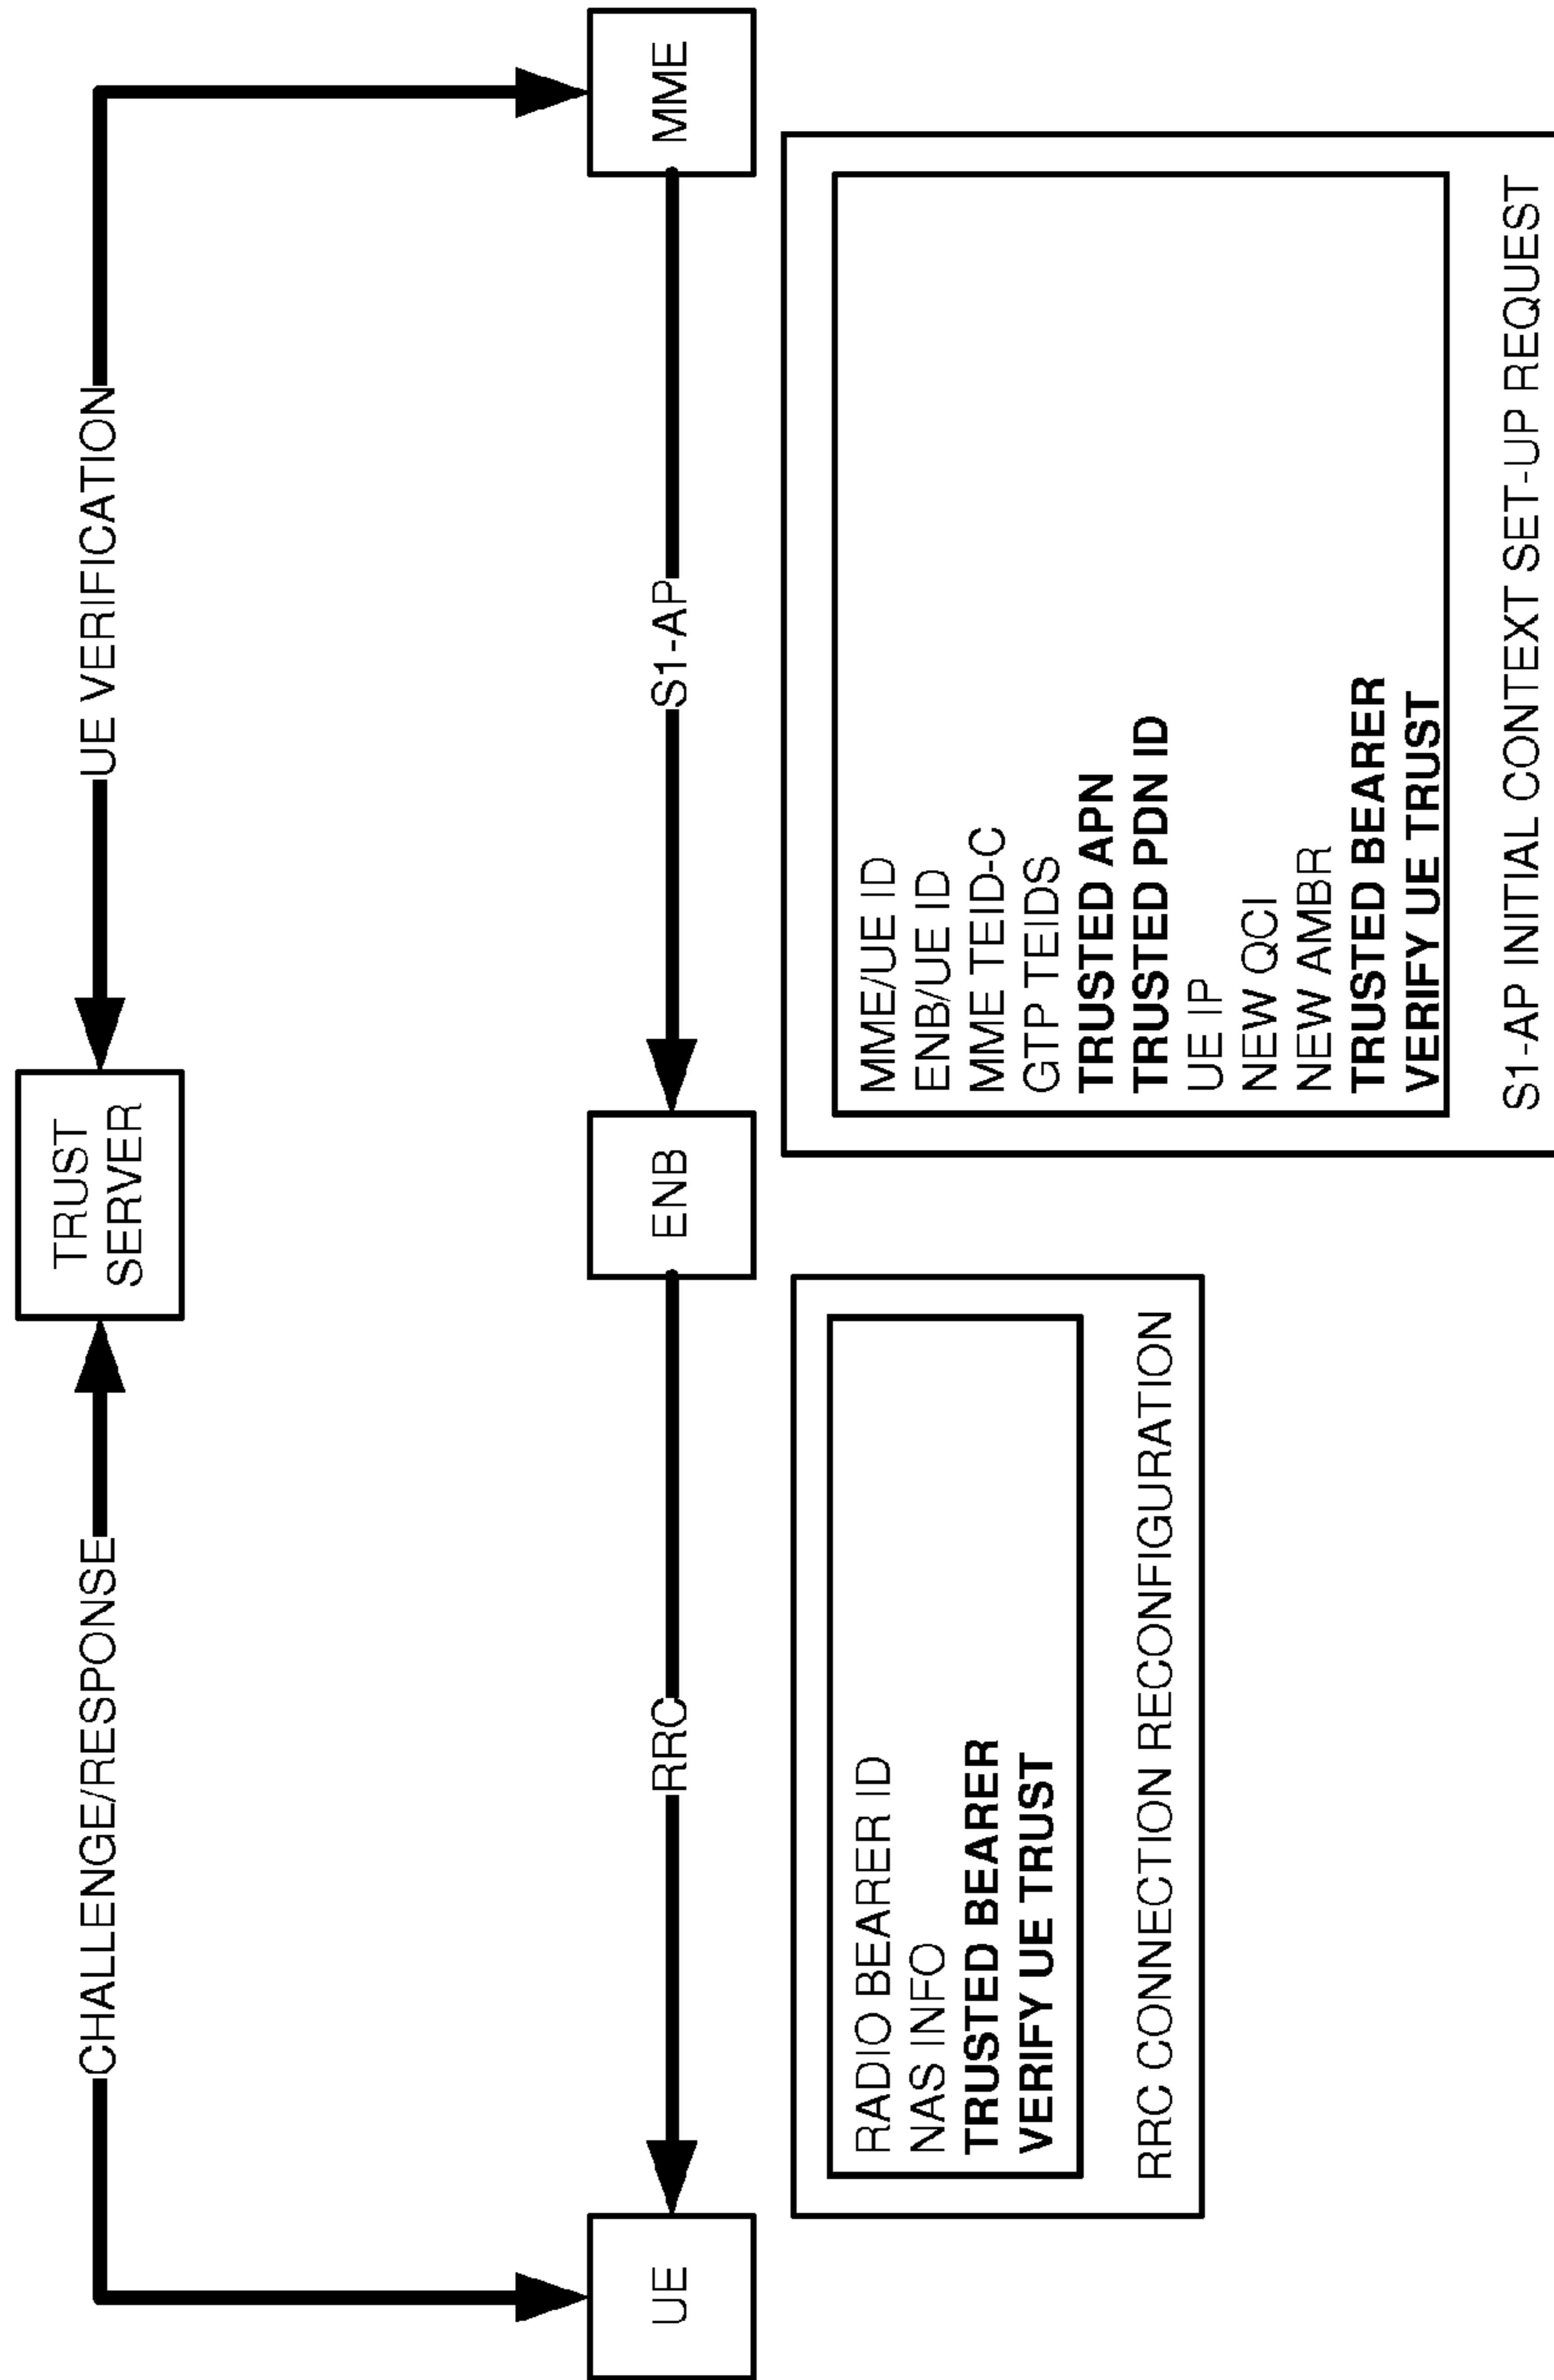 TRUST
SERVER
CHALLENGE/RESPONSE
UE VERIFICATION
UE
RRC
ENB
S1-AP
MME
RADIO BEARER ID
NAS INFO
TRUSTED BEARER
VERIFY UE TRUST
RRC CONNECTION RECONFIGURATION
MME/UE ID
ENB/UE ID
MME TEID-C
GTP TEIDS
TRUSTED APN
TRUSTED PDN ID
UE IP
NEW QCI
NEW AMBR
TRUSTED BEARER
VERIFY UE TRUST
S1-AP INITIAL CONTEXT SET-UP REQUEST